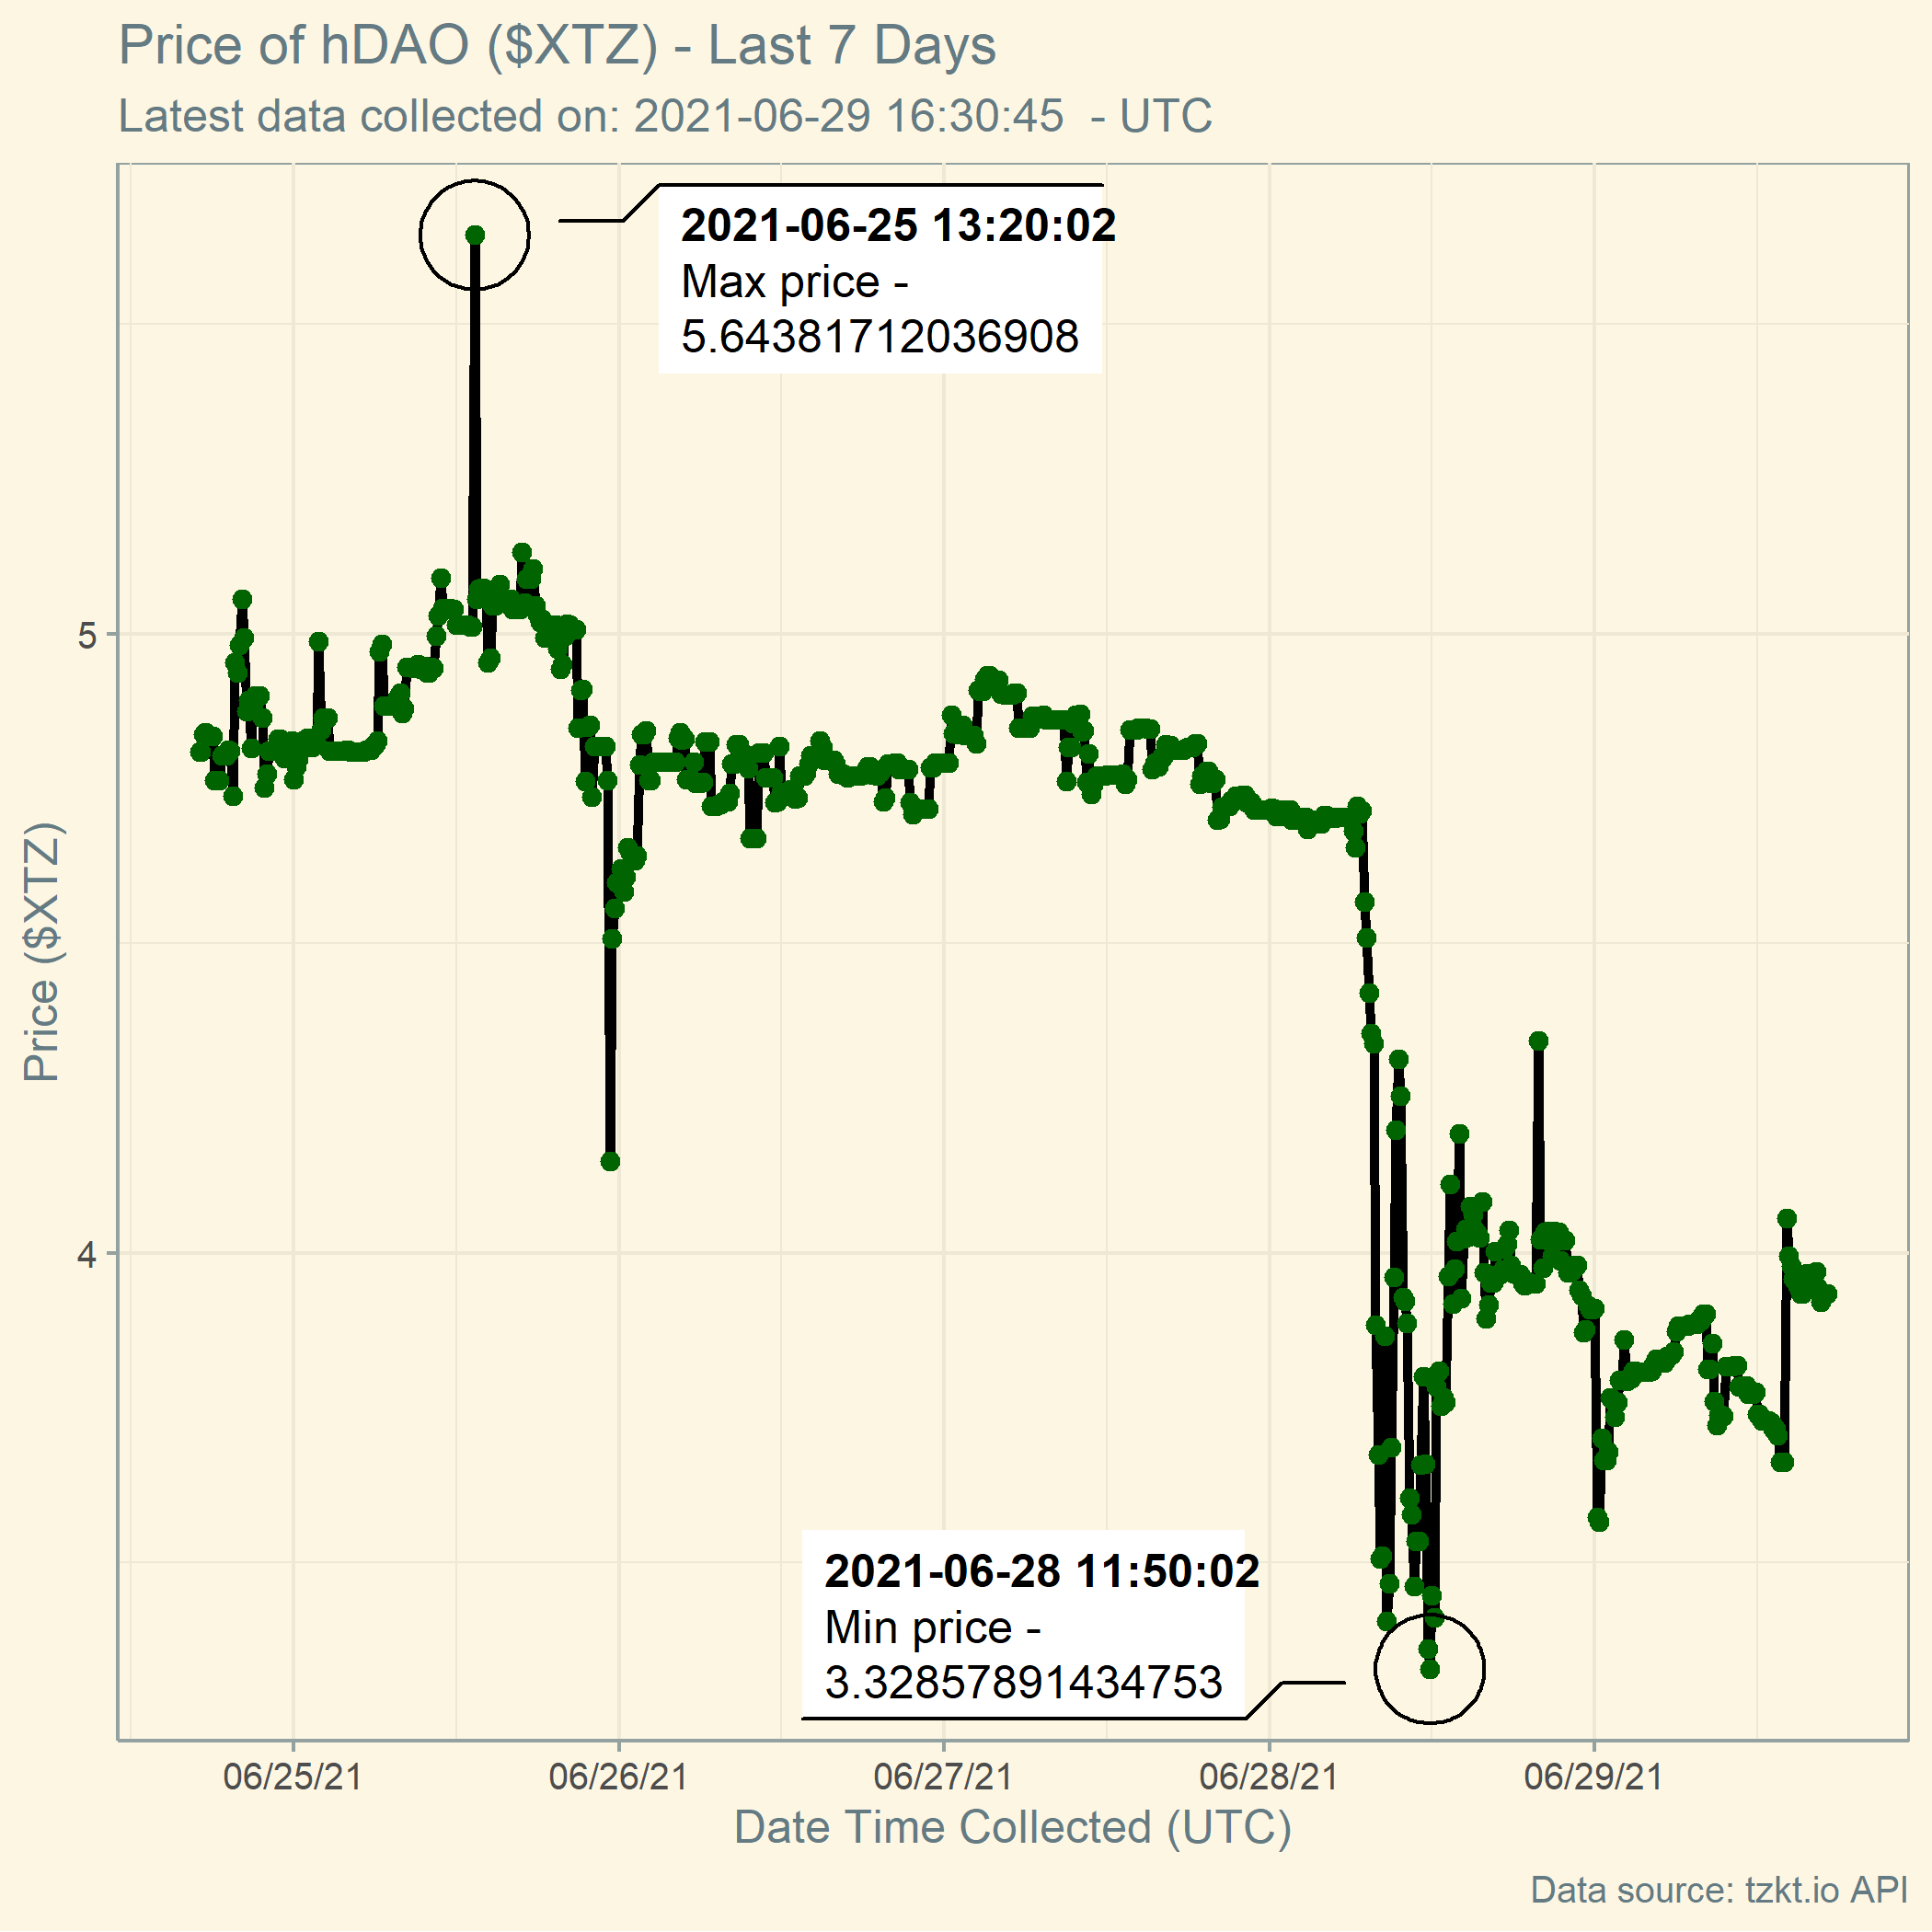 Price of hDAO ($XTZ) - Last 7 Days
Latest data collected on: 2021-06-29 16:30:45  - UTC
2021-06-25 13:20:02
Max price -
5.64381712036908
5
Price ($XTZ)
4
2021-06-28 11:50:02
Min price -
3.32857891434753
06/25/21 06/26/21 06/27/21 06/28/21 06/29/21
Date Time Collected (UTC)
Data source: tzkt.io API